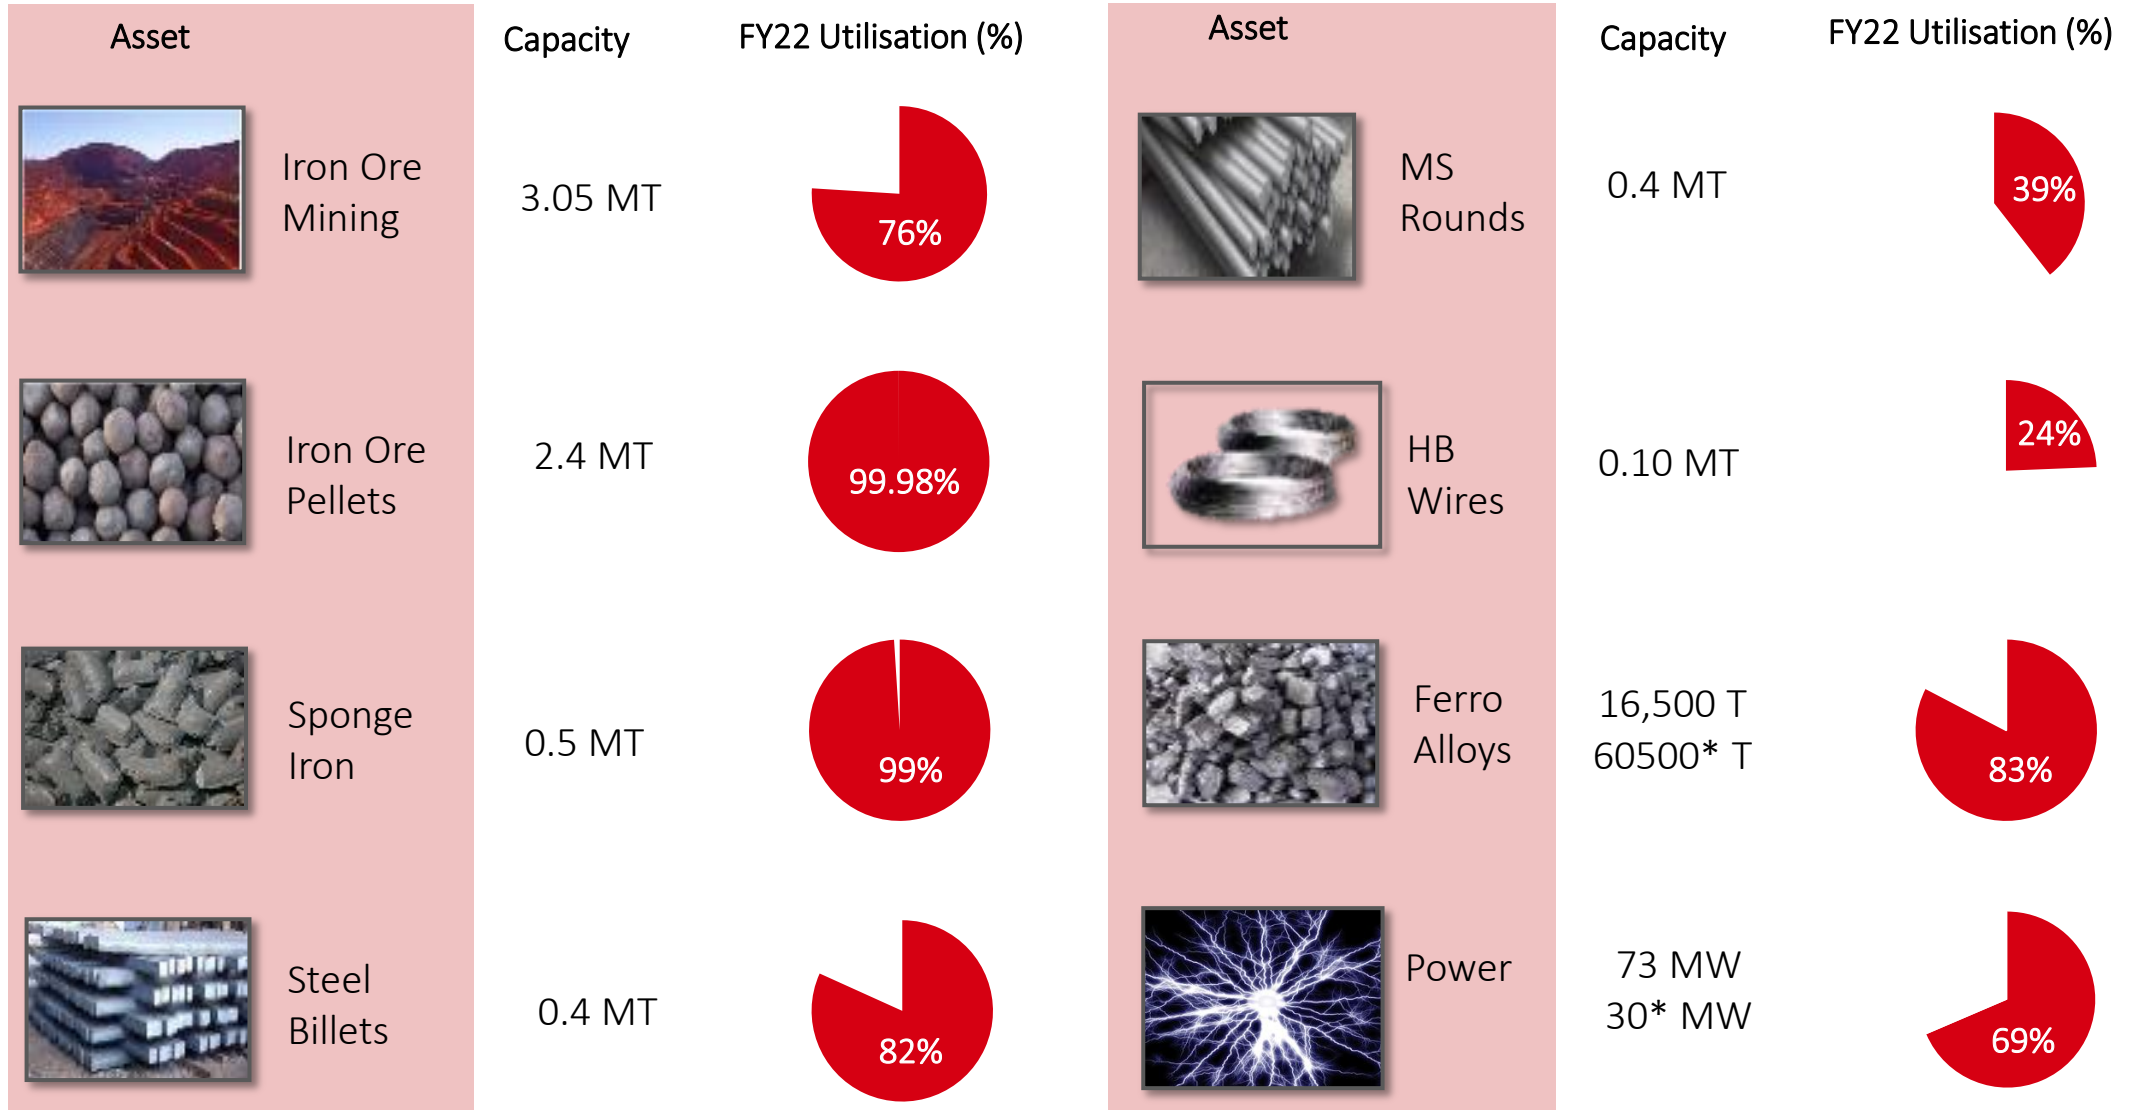 Asset
Capacity
FY22 Utilisation (%)
Iron Ore
Mining
3.05 MT
76%
Iron Ore
Pellets
2.4 MT
99.98%
Sponge
Iron
0.5 MT
99%
Steel
Billets
0.4 MT
82%
Asset
Capacity
FY22 Utilisation (%)
MS
Rounds
0.4 MT
39%
HB
Wires
0.10 MT
24%
Ferro
Alloys
16,500 T
60500* T
83%
Power
73 MW
30* MW
69%